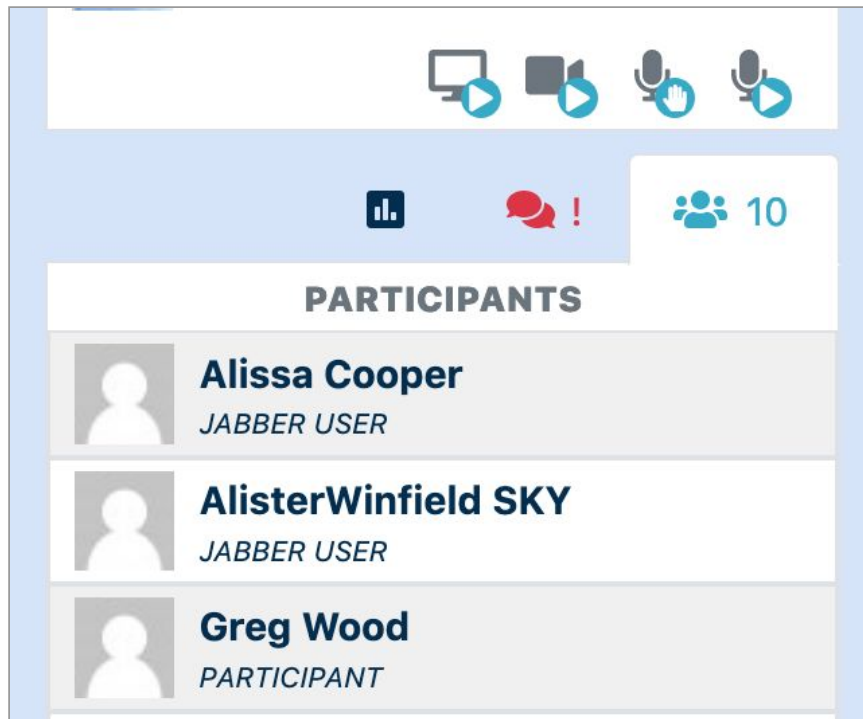 ! 10
PARTICIPANTS
Alissa Cooper
JABBER USER
AlisterWinfield SKY
JABBER USER
Greg Wood
PARTICIPANT